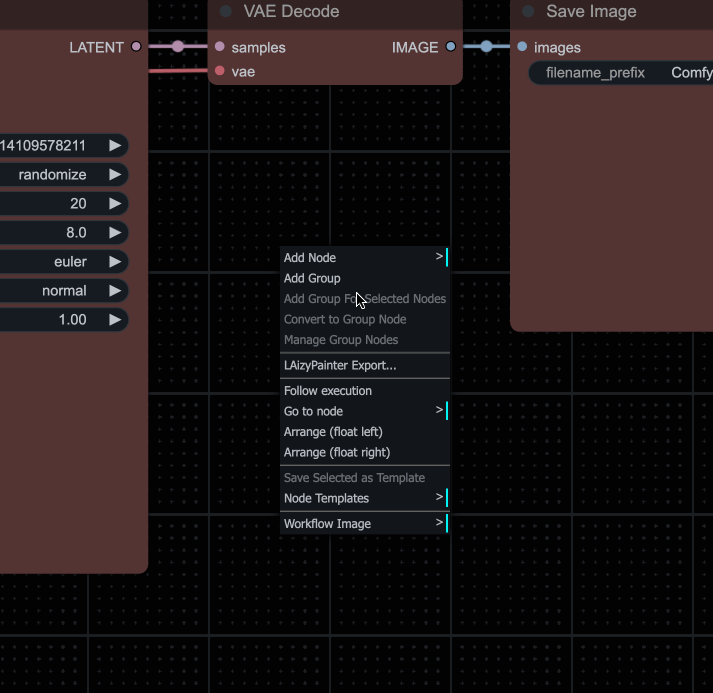 VAE Decode
Save Image
LATENT
samples
IMAGE
images
vae
filename_prefix Comfy
14109578211
randomize
20
8.0
euler
normal
1.00
Add Node >
Add Group
Add Group For Selected Nodes
Convert to Group Node
Manage Group Nodes
LAizyPainter Export...
Follow execution
Go to node >
Arrange (float left)
Arrange (float right)
Save Selected as Template
Node Templates >
Workflow Image >